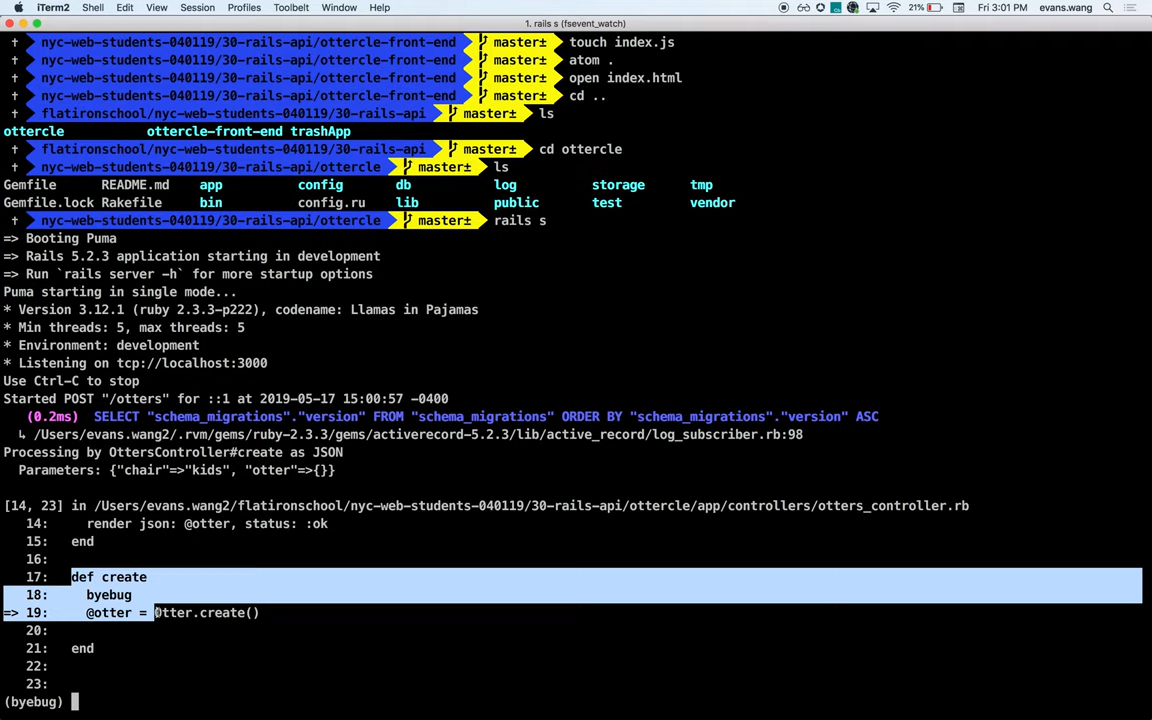 iTerm2 Shell Edit View Session Profiles Toolbelt Window Help 21% Fri 3:01 PM evans.wang
1. rails s (fsevent_watch)
nyc-web-students-040119/30-rails-api/ottercle-front-end master± touch index.js
nyc-web-students-040119/30-rails-api/ottercle-front-end master± atom .
nyc-web-students-040119/30-rails-api/ottercle-front-end master± open index.html
nyc-web-students-040119/30-rails-api/ottercle-front-end master± cd ..
flatironschool/nyc-web-students-040119/30-rails-api master± ls
ottercle ottercle-front-end trashApp
flatironschool/nyc-web-students-040119/30-rails-api master± cd ottercle
nyc-web-students-040119/30-rails-api/ottercle master± ls
Gemfile README.md app config db log storage tmp
Gemfile.lock Rakefile bin config.ru lib public test vendor
nyc-web-students-040119/30-rails-api/ottercle master± rails s
=> Booting Puma
=> Rails 5.2.3 application starting in development
=> Run `rails server -h` for more startup options
Puma starting in single mode...
* Version 3.12.1 (ruby 2.3.3-p222), codename: Llamas in Pajamas
* Min threads: 5, max threads: 5
* Environment: development
* Listening on tcp://localhost:3000
Use Ctrl-C to stop
Started POST "/otters" for ::1 at 2019-05-17 15:00:57 -0400
(0.2ms) SELECT "schema_migrations"."version" FROM "schema_migrations" ORDER BY "schema_migrations"."version" ASC
↳ /Users/evans.wang2/.rvm/gems/ruby-2.3.3/gems/activerecord-5.2.3/lib/active_record/log_subscriber.rb:98
Processing by OttersController#create as JSON
Parameters: {"chair"=>"kids", "otter"=>{}}
[14, 23] in /Users/evans.wang2/flatironschool/nyc-web-students-040119/30-rails-api/ottercle/app/controllers/otters_controller.rb
14: render json: @otter, status: :ok
15: end
16:
17: def create
18: byebug
=> 19: @otter = Otter.create()
20:
21: end
22:
23:
(byebug)